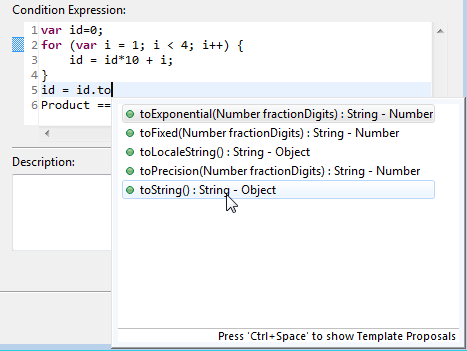 Condition Expression:
1 var id=0;
2 for (var i = 1; i < 4; i++) {
3 id = id*10 + i;
4 }
5 id = id.to
6 Product ==
toExponential(Number fractionDigits) : String - Number
toFixed(Number fractionDigits) : String - Number
toLocaleString() : String - Object
toPrecision(Number fractionDigits) : String - Number
toString() : String - Object
Description:
Press 'Ctrl+Space' to show Template Proposals